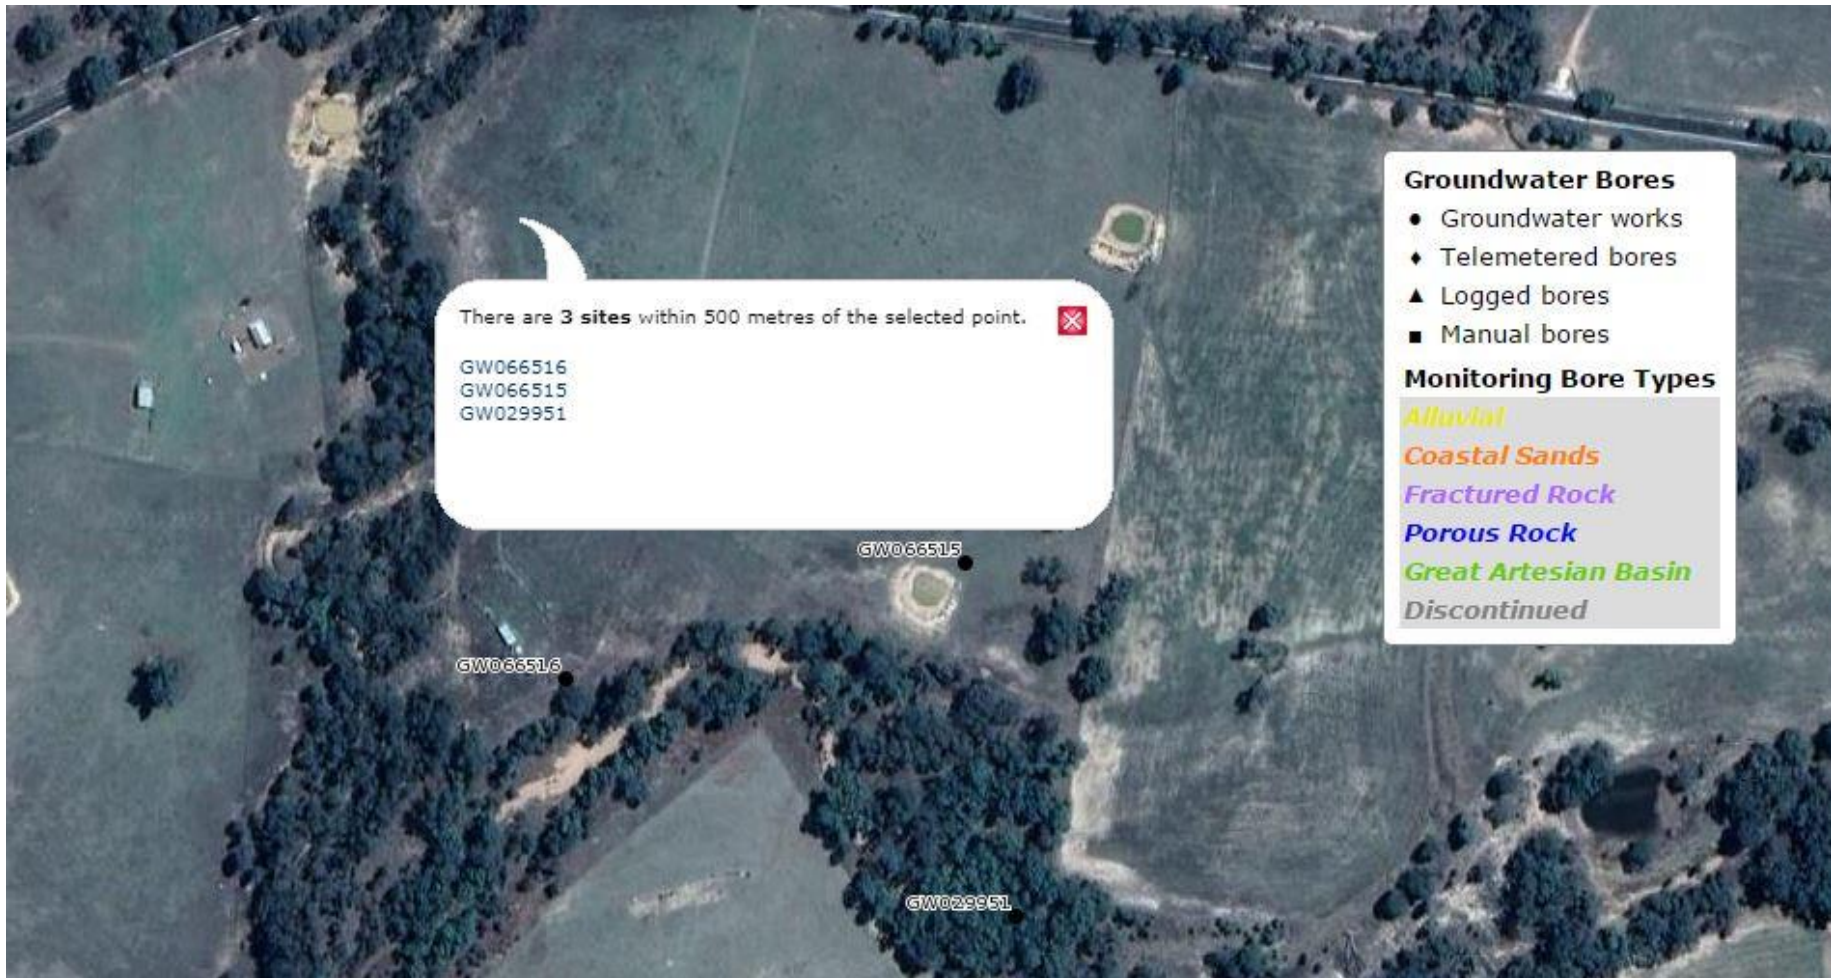 There are 3 sites within 500 metres of the selected point.
GW066516
GW066515
GW029951
Groundwater Bores
Groundwater works
Telemetered bores
Logged bores
Manual bores
Monitoring Bore Types
Alluvial
Coastal Sands
Fractured Rock
Porous Rock
Great Artesian Basin
Discontinued
GW066515
GW066516
GW029951